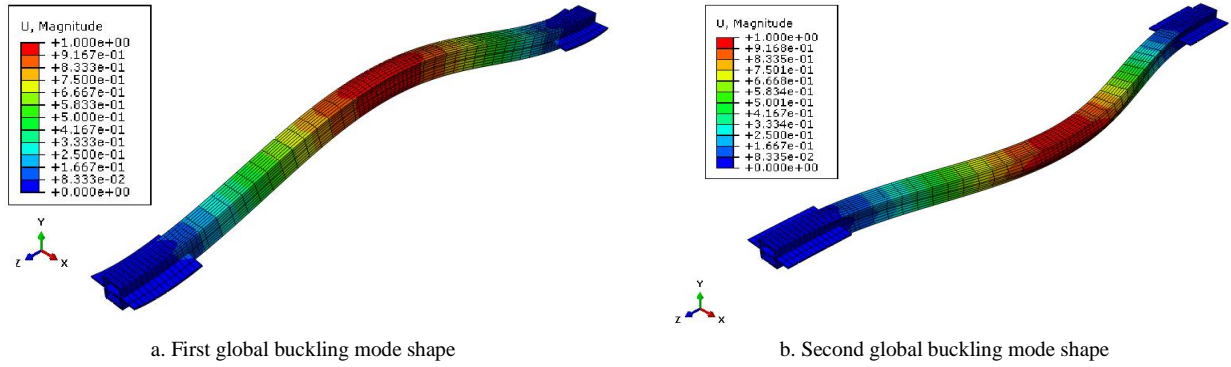 U, Magnitude
+1.000e+00
+9.167e-01
+8.333e-01
+7.500e-01
+6.667e-01
+5.833e-01
+5.000e-01
+4.167e-01
+3.333e-01
+2.500e-01
+1.667e-01
+8.333e-02
+0.000e+00
Y
Z
X
a. First global buckling mode shape
U, Magnitude
+1.000e+00
+9.168e-01
+8.335e-01
+7.501e-01
+6.668e-01
+5.834e-01
+5.001e-01
+4.167e-01
+3.334e-01
+2.500e-01
+1.667e-01
+8.335e-02
+0.000e+00
Y
Z
X
b. Second global buckling mode shape